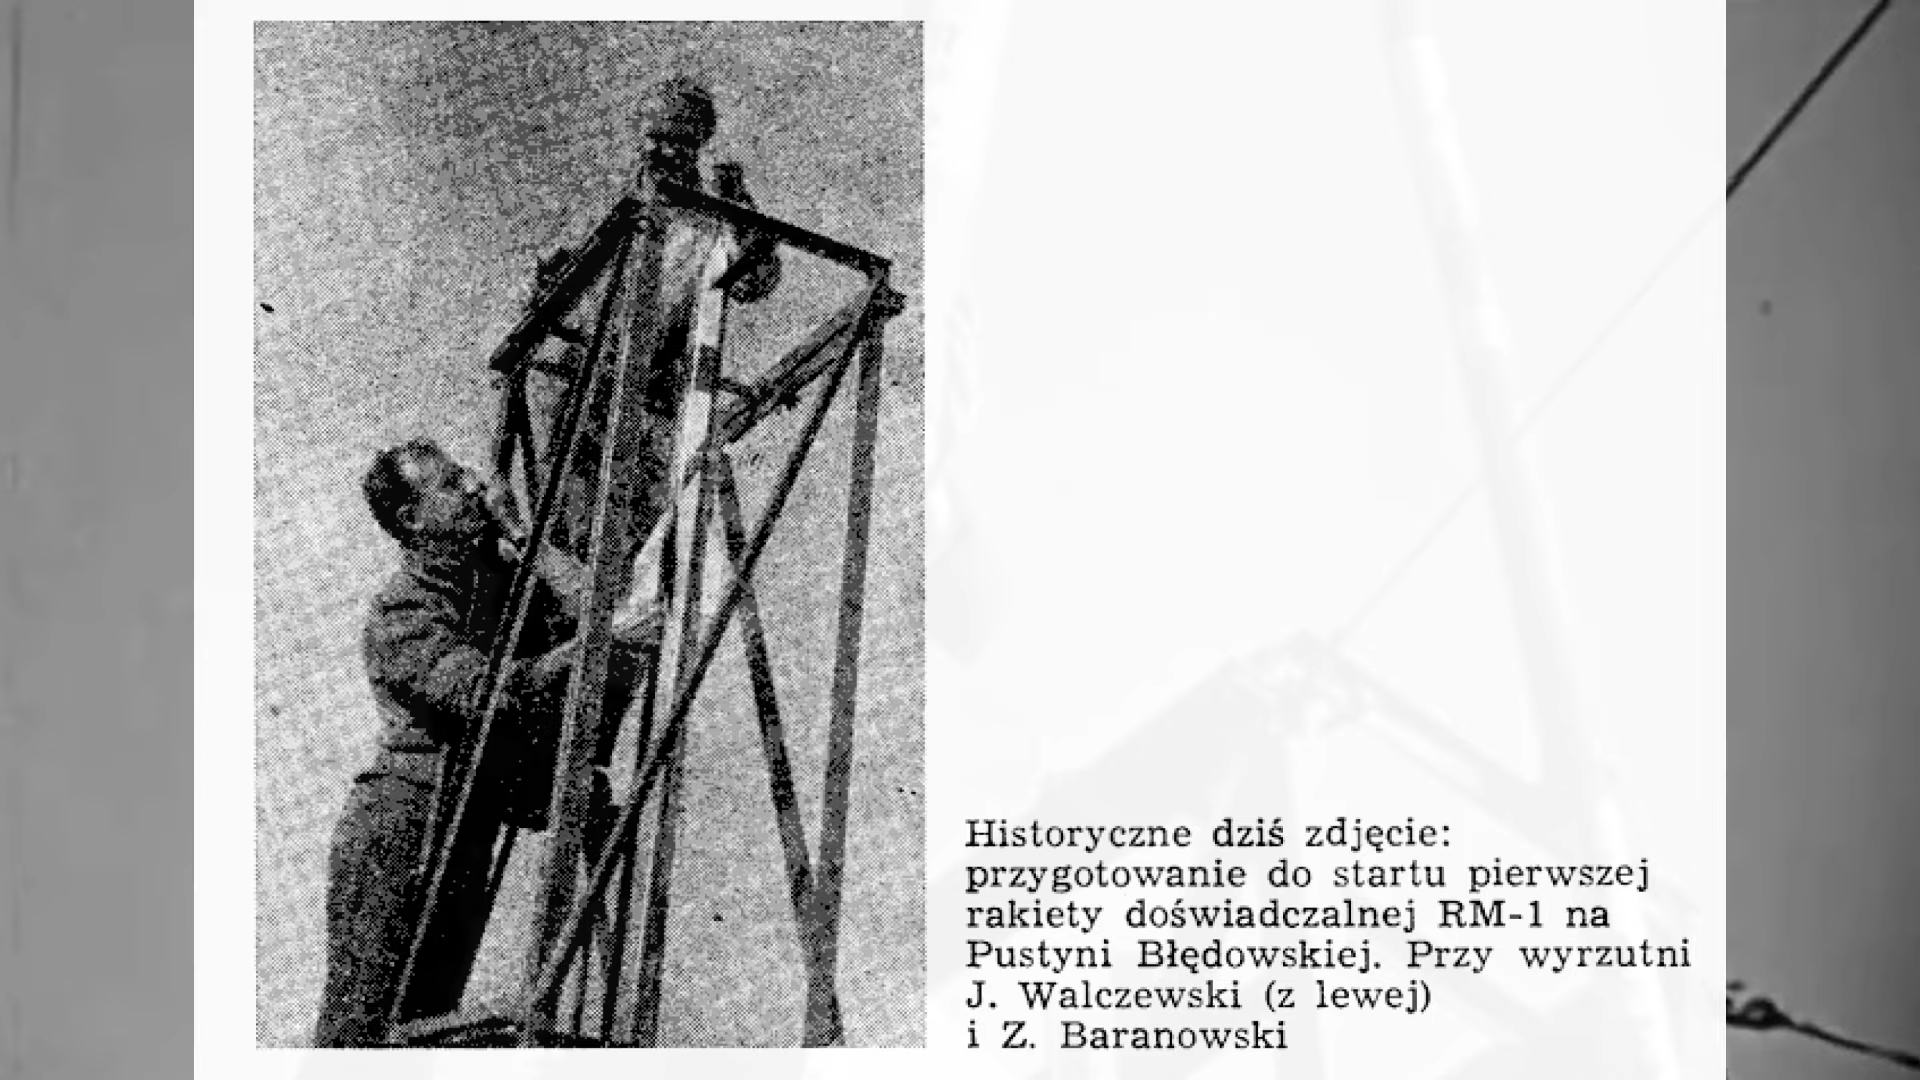 Historyczne dziś zdjęcie:
przygotowanie do startu pierwszej
rakiety doświadczalnej RM-1 na
Pustyni Błędowskiej. Przy wyrzutni
J. Walczewski (z lewej)
i Z. Baranowski